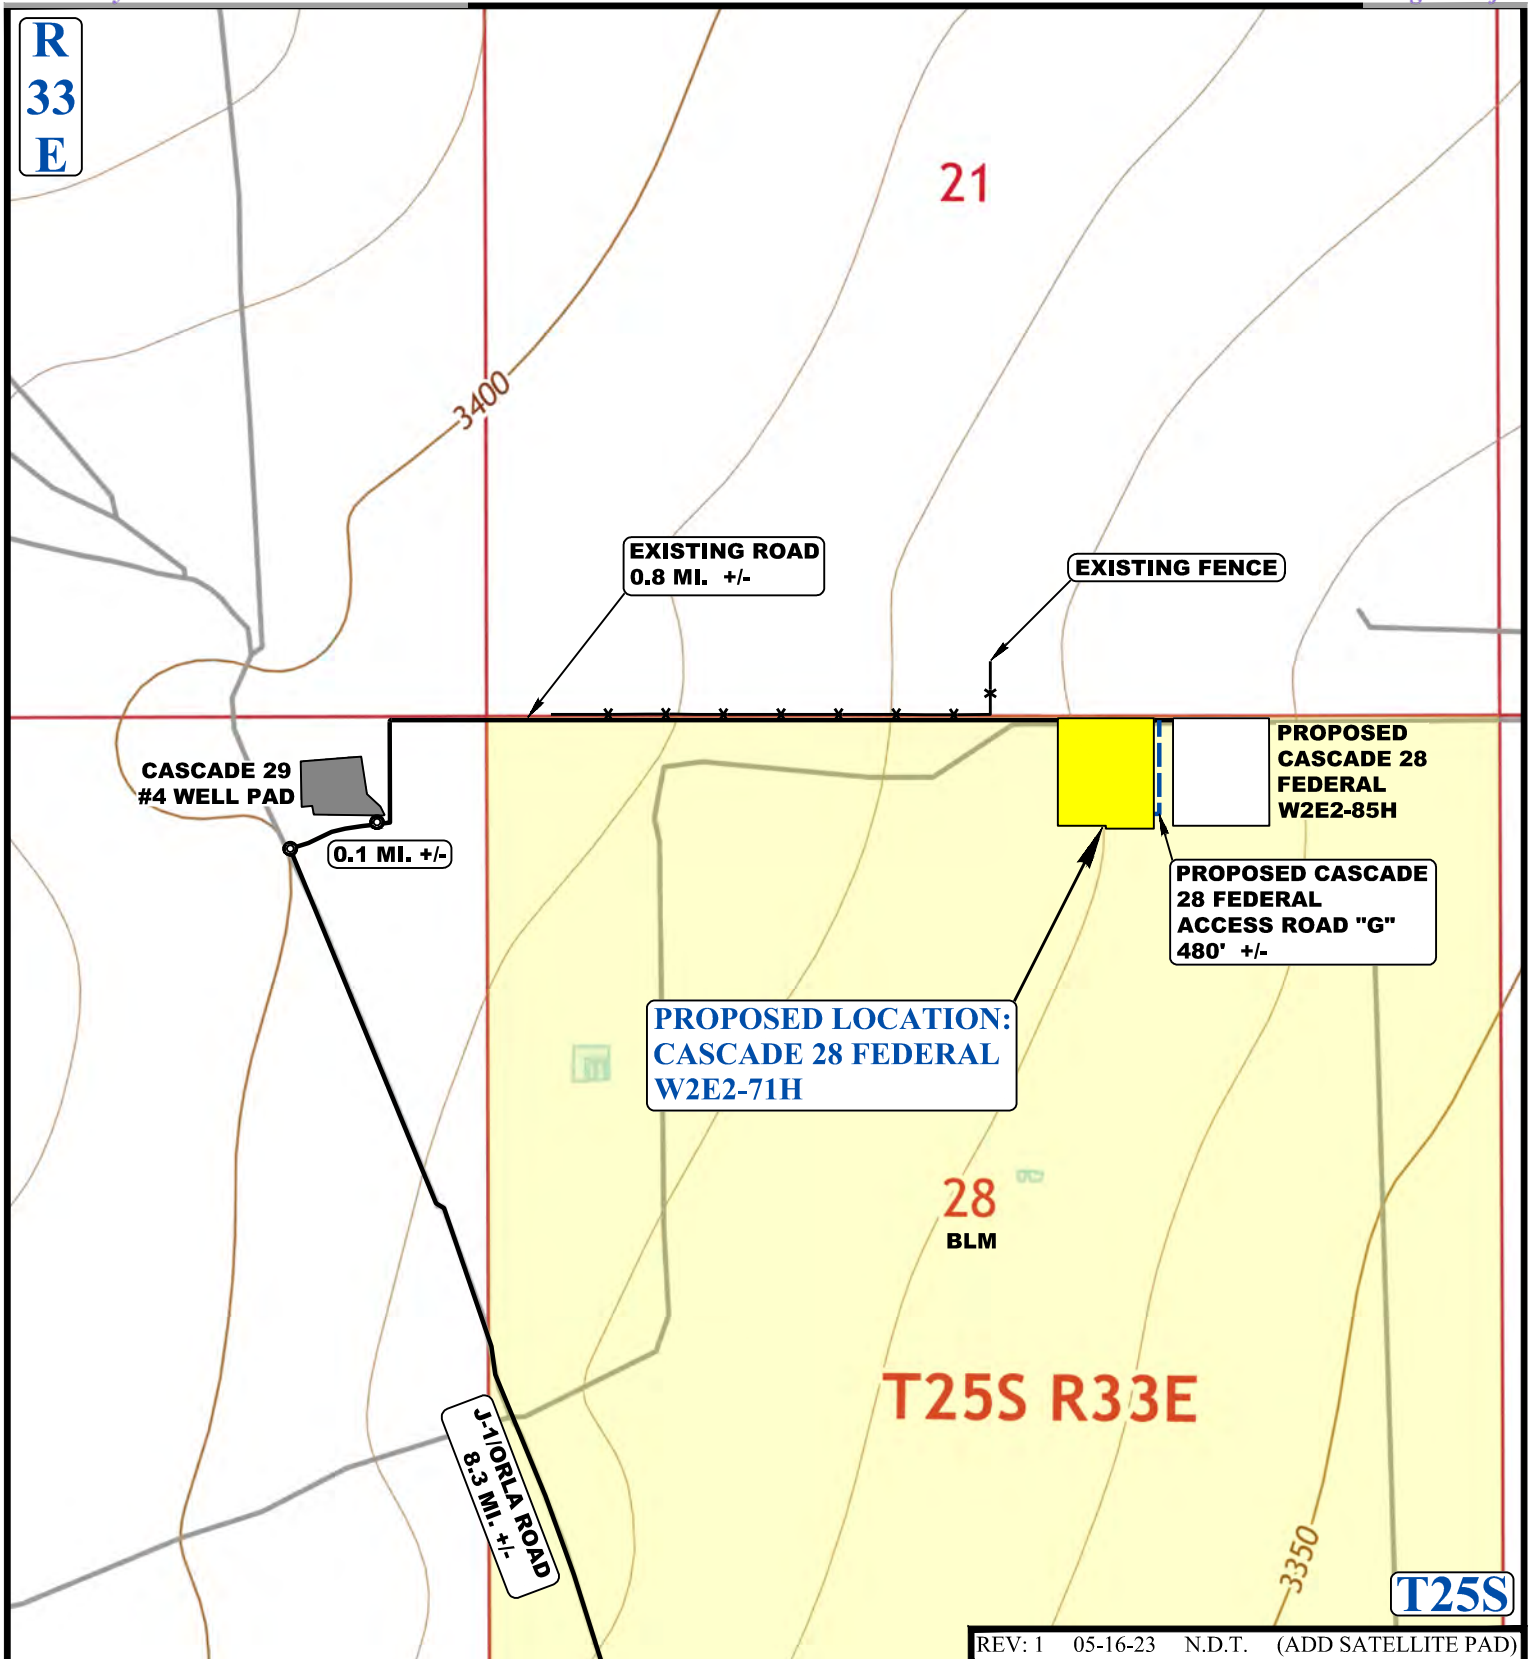 R
33
E
21
3400
EXISTING ROAD
0.8 MI. +/-
EXISTING FENCE
CASCADE 29
#4 WELL PAD
0.1 MI. +/-
PROPOSED
CASCADE 28
FEDERAL
W2E2-85H
PROPOSED CASCADE
28 FEDERAL
ACCESS ROAD "G"
480' +/-
PROPOSED LOCATION:
CASCADE 28 FEDERAL
W2E2-71H
28
BLM
T25S R33E
J-1/ORLA ROAD
8.3 MI. +/-
3350
T25S
REV: 1 05-16-23 N.D.T. (ADD SATELLITE PAD)